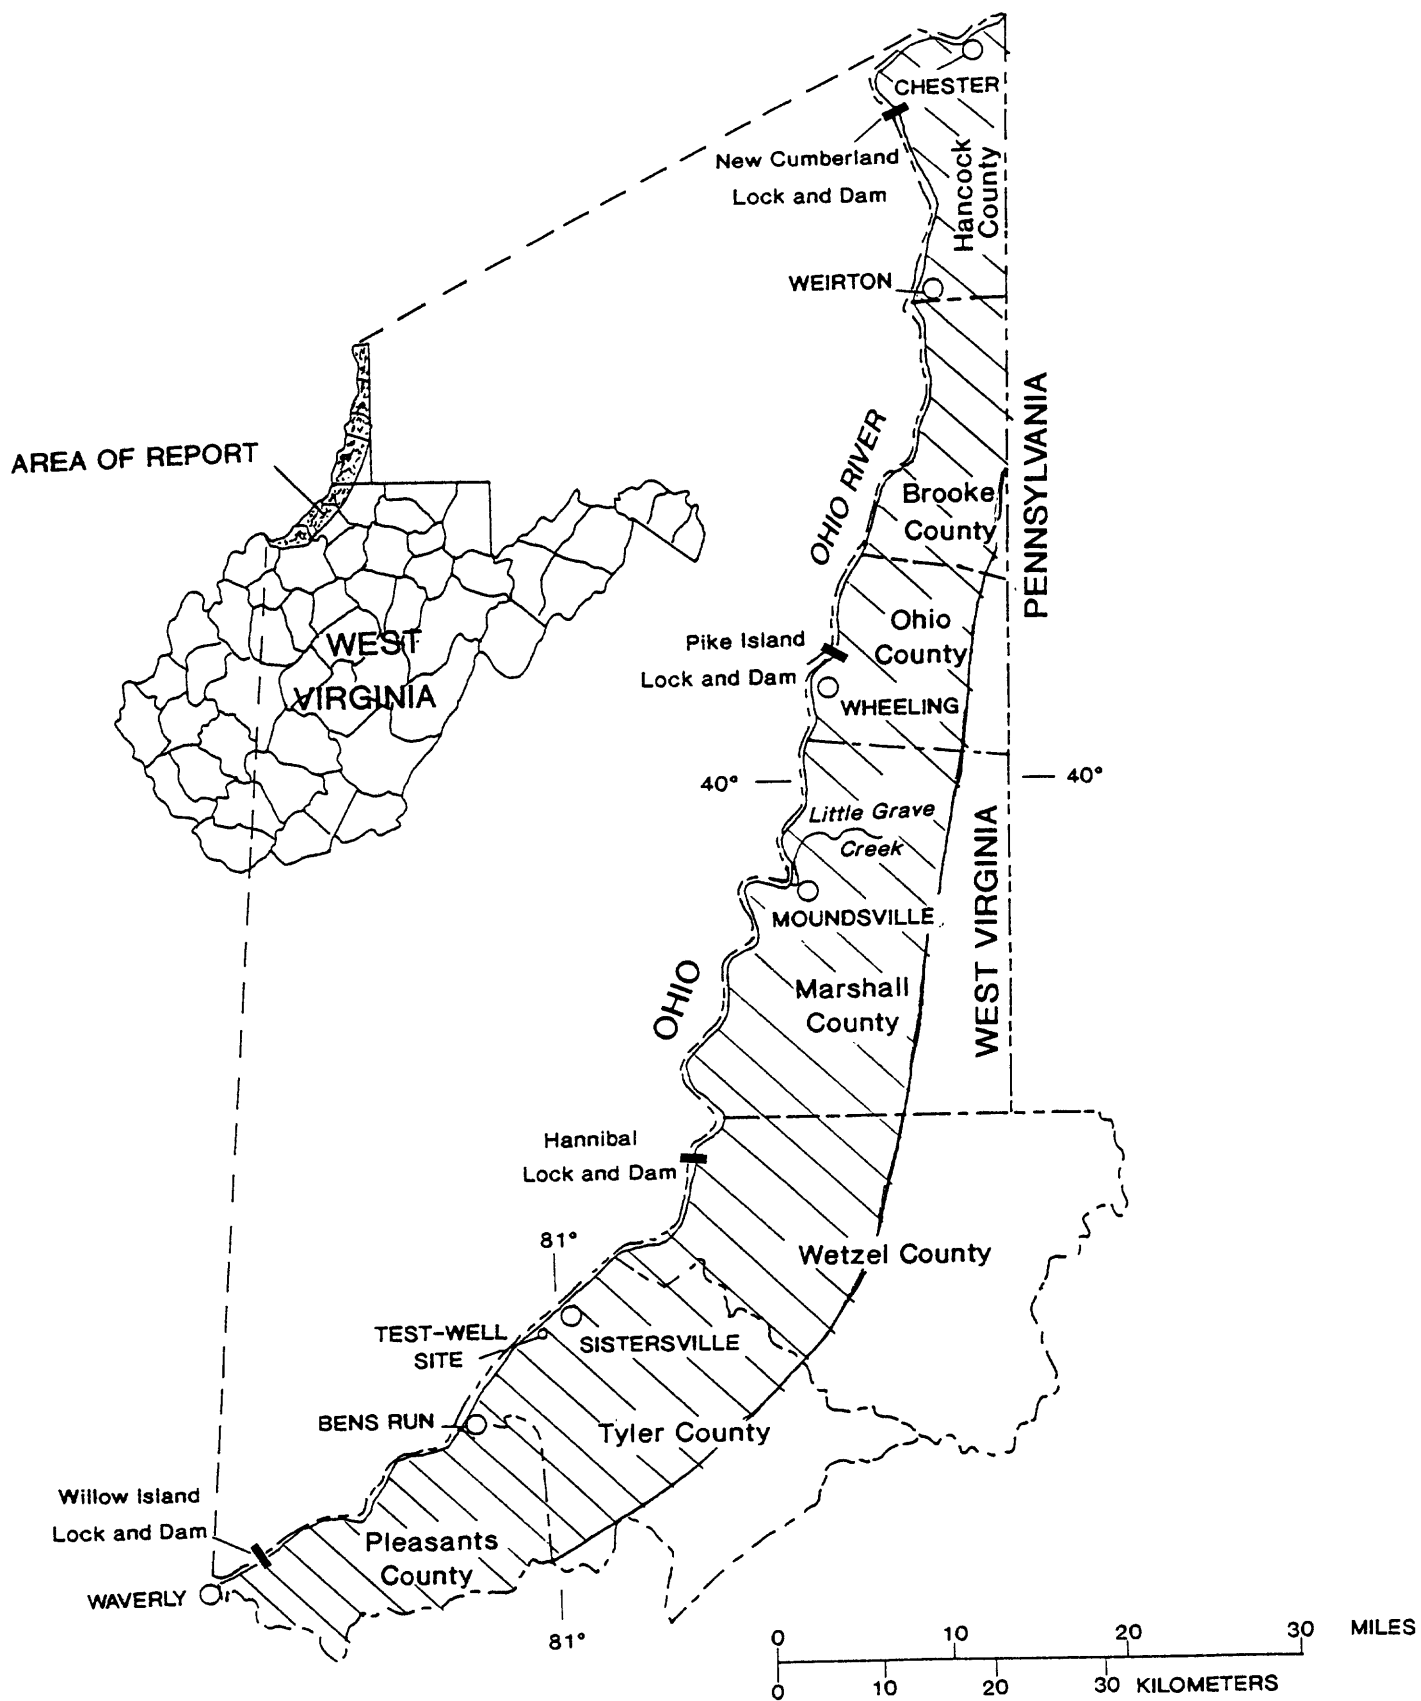 CHESTER
New Cumberland
Lock and Dam
Hancock
County
WEIRTON
PENNSYLVANIA
OHIO RIVER
AREA OF REPORT
Brooke
County
WEST
VIRGINIA
Ohio
County
Pike Island
Lock and Dam
WHEELING
40°
40°
Little Grave
Creek
MOUNDSVILLE
WEST VIRGINIA
OHIO
Marshall
County
Hannibal
Lock and Dam
81°
Wetzel County
TEST-WELL
SITE
SISTERSVILLE
BENS RUN
Tyler County
Willow Island
Lock and Dam
Pleasants
County
WAVERLY
81°
0 10 20 30 MILES
0 10 20 30 KILOMETERS